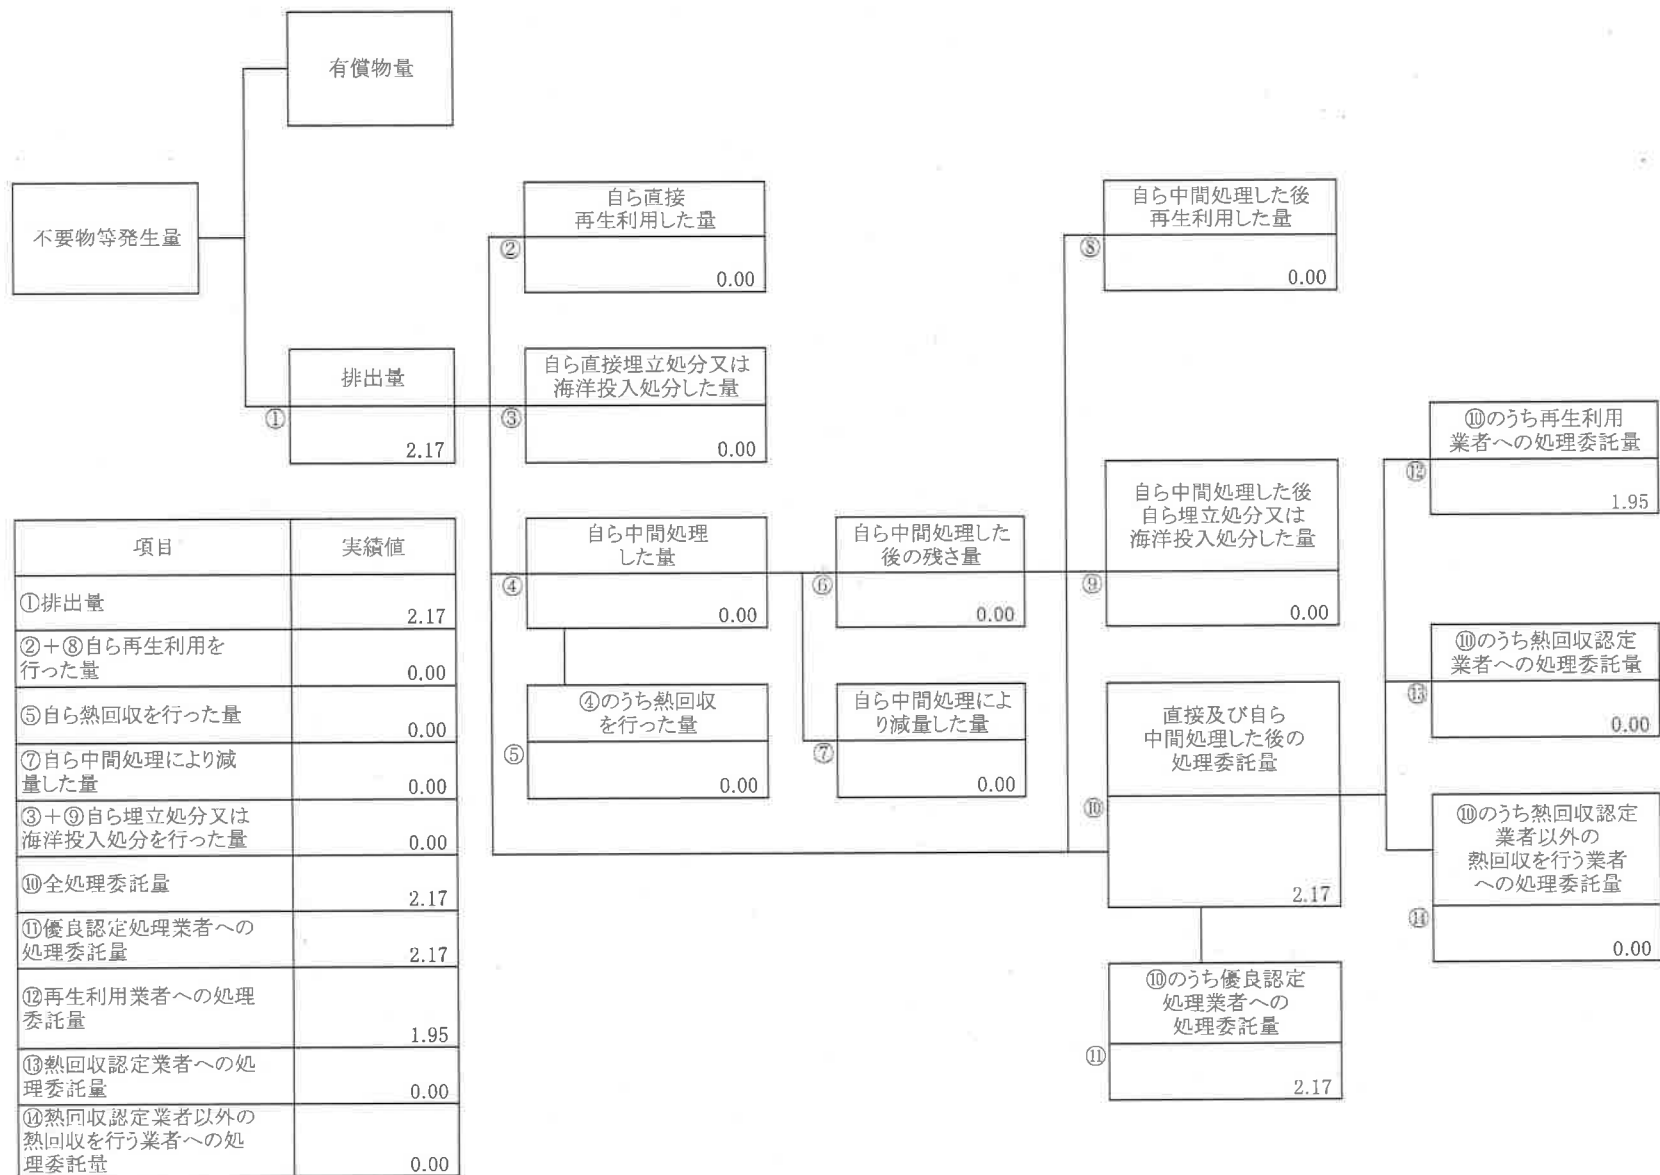 有償物量
不要物等発生量
自ら直接
再生利用した量
②
0.00
自ら中間処理した後
再生利用した量
⑧
0.00
排出量
①
2.17
自ら直接埋立処分又は
海洋投入処分した量
③
0.00
⑩のうち再生利用
業者への処理委託量
⑫
1.95
自ら中間処理
した量
④
0.00
自ら中間処理した
後の残さ量
⑥
0.00
自ら中間処理した後
自ら埋立処分又は
海洋投入処分した量
⑨
0.00
⑩のうち熱回収認定
業者への処理委託量
⑬
0.00
④のうち熱回収
を行った量
⑤
0.00
自ら中間処理によ
り減量した量
⑦
0.00
直接及び自ら
中間処理した後の
処理委託量
⑩
2.17
⑩のうち熱回収認定
業者以外の
熱回収を行う業者
への処理委託量
⑭
0.00
⑩のうち優良認定
処理業者への
処理委託量
⑪
2.17
項目 実績値
①排出量 2.17
②+⑧自ら再生利用を
行った量 0.00
⑤自ら熱回収を行った量 0.00
⑦自ら中間処理により減
量した量 0.00
③+⑨自ら埋立処分又は
海洋投入処分を行った量 0.00
⑩全処理委託量 2.17
⑪優良認定処理業者への
処理委託量 2.17
⑫再生利用業者への処理
委託量 1.95
⑬熱回収認定業者への処
理委託量 0.00
⑭熱回収認定業者以外の
熱回収を行う業者への処
理委託量 0.00